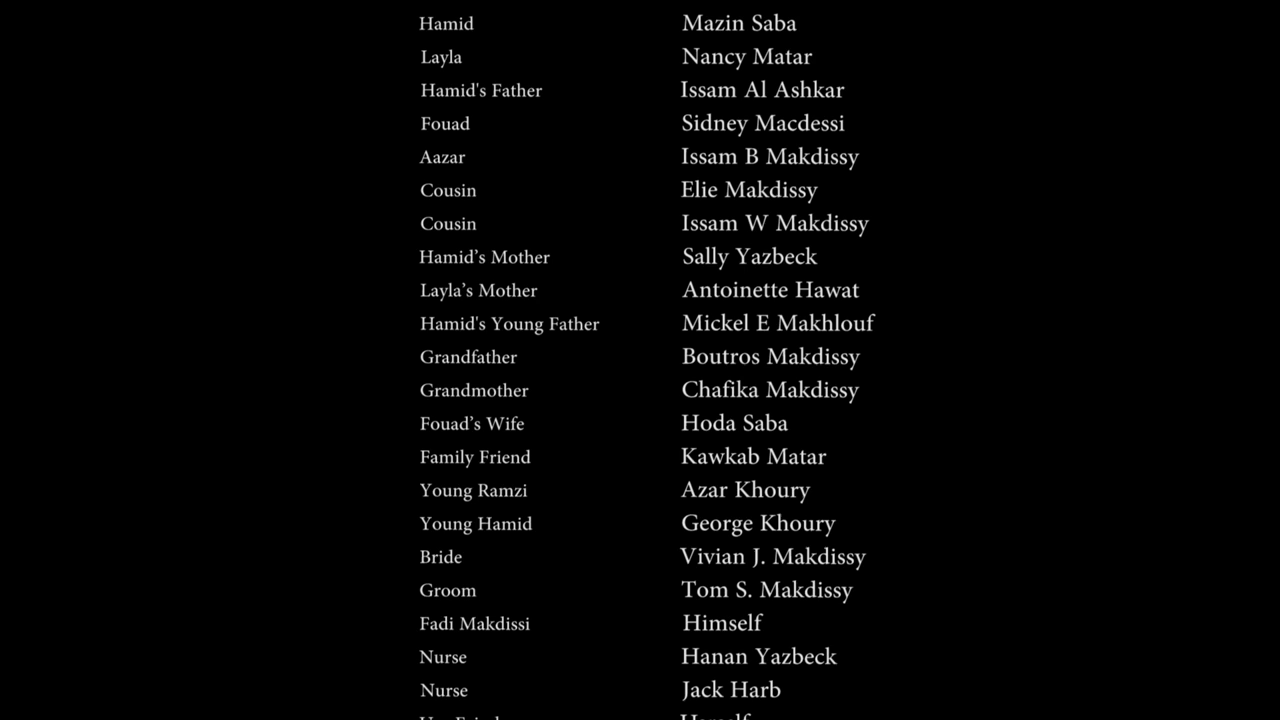 Hamid Mazin Saba
Layla Nancy Matar
Hamid's Father Issam Al Ashkar
Fouad Sidney Macdessi
Aazar Issam B Makdissy
Cousin Elie Makdissy
Cousin Issam W Makdissy
Hamid’s Mother Sally Yazbeck
Layla’s Mother Antoinette Hawat
Hamid's Young Father Mickel E Makhlouf
Grandfather Boutros Makdissy
Grandmother Chafika Makdissy
Fouad’s Wife Hoda Saba
Family Friend Kawkab Matar
Young Ramzi Azar Khoury
Young Hamid George Khoury
Bride Vivian J. Makdissy
Groom Tom S. Makdissy
Fadi Makdissi Himself
Nurse Hanan Yazbeck
Nurse Jack Harb